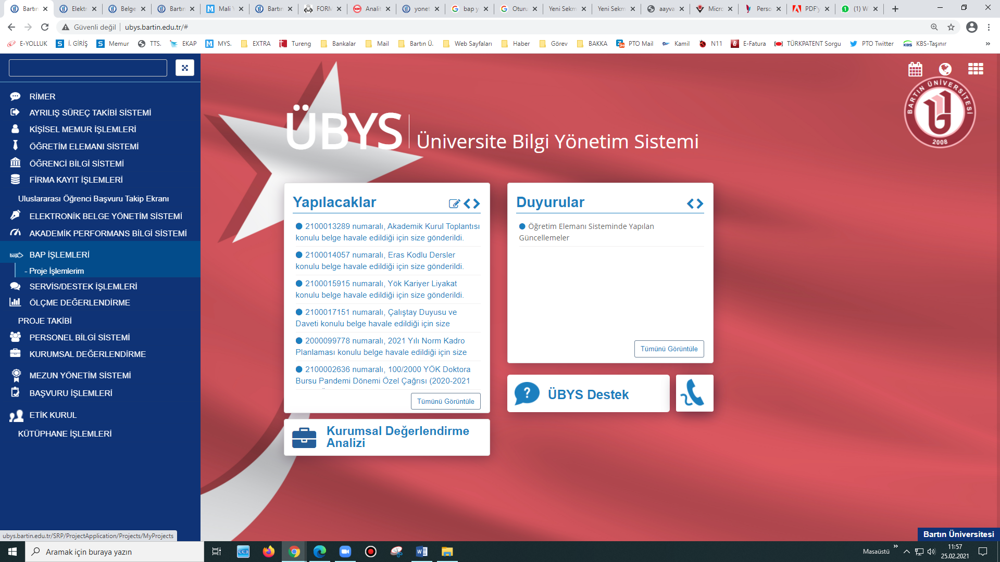 Bartın
Elektr
Belge
Bartın
Mali Y
Bartın
FORM
Analit
yonet
bap y
Oturu
Yeni Sekm
Yeni Sekm
aayva
Micro
Perso
PDF'y
(1) W
Güvenli değil
ubys.bartin.edu.tr/#
E-YOLLUK
İ. GİRİŞ
Memur
TTS.
EKAP
MYS.
EXTRA
Tureng
Bankalar
Mail
Bartın Ü.
Web Sayfaları
Haber
Görev
BAKKA
PTO Mail
Kamil
N11
E-Fatura
TÜRKPATENT Sorgu
PTO Twitter
KBS-Taşınır
RİMER
AYRILIŞ SÜREÇ TAKİBİ SİSTEMİ
KİŞİSEL MEMUR İŞLEMLERİ
ÖĞRETİM ELEMANI SİSTEMİ
ÖĞRENCİ BİLGİ SİSTEMİ
FİRMA KAYIT İŞLEMLERİ
Uluslararası Öğrenci Başvuru Takip Ekranı
ELEKTRONİK BELGE YÖNETİM SİSTEMİ
AKADEMİK PERFORMANS BİLGİ SİSTEMİ
bap
BAP İŞLEMLERİ
- Proje İşlemlerim
SERVİS/DESTEK İŞLEMLERİ
ÖLÇME DEĞERLENDİRME
PROJE TAKİBİ
PERSONEL BİLGİ SİSTEMİ
KURUMSAL DEĞERLENDİRME
MEZUN YÖNETİM SİSTEMİ
BAŞVURU İŞLEMLERİ
ETİK KURUL
KÜTÜPHANE İŞLEMLERİ
ubys.bartin.edu.tr/SRP/ProjectApplication/Projects/MyProjects
ÜBYS
Üniversite Bilgi Yönetim Sistemi
BARTIN ÜNİVERSİTESİ
2008
Yapılacaklar
2100013289 numaralı, Akademik Kurul Toplantısı
konulu belge havale edildiği için size gönderildi.
2100014057 numaralı, Eras Kodlu Dersler
konulu belge havale edildiği için size gönderildi.
2100015915 numaralı, Yök Kariyer Liyakat
konulu belge havale edildiği için size gönderildi.
2100017151 numaralı, Çalıştay Duyusu ve
Daveti konulu belge havale edildiği için size
2000099778 numaralı, 2021 Yılı Norm Kadro
Planlaması konulu belge havale edildiği için size
2100002636 numaralı, 100/2000 YÖK Doktora
Bursu Pandemi Dönemi Özel Çağrısı (2020-2021
Tümünü Görüntüle
Duyurular
Öğretim Elemanı Sisteminde Yapılan
Güncellemeler
Tümünü Görüntüle
ÜBYS Destek
Kurumsal Değerlendirme
Analizi
Bartın Üniversitesi
Aramak için buraya yazın
Masaüstü
11:57
25.02.2021